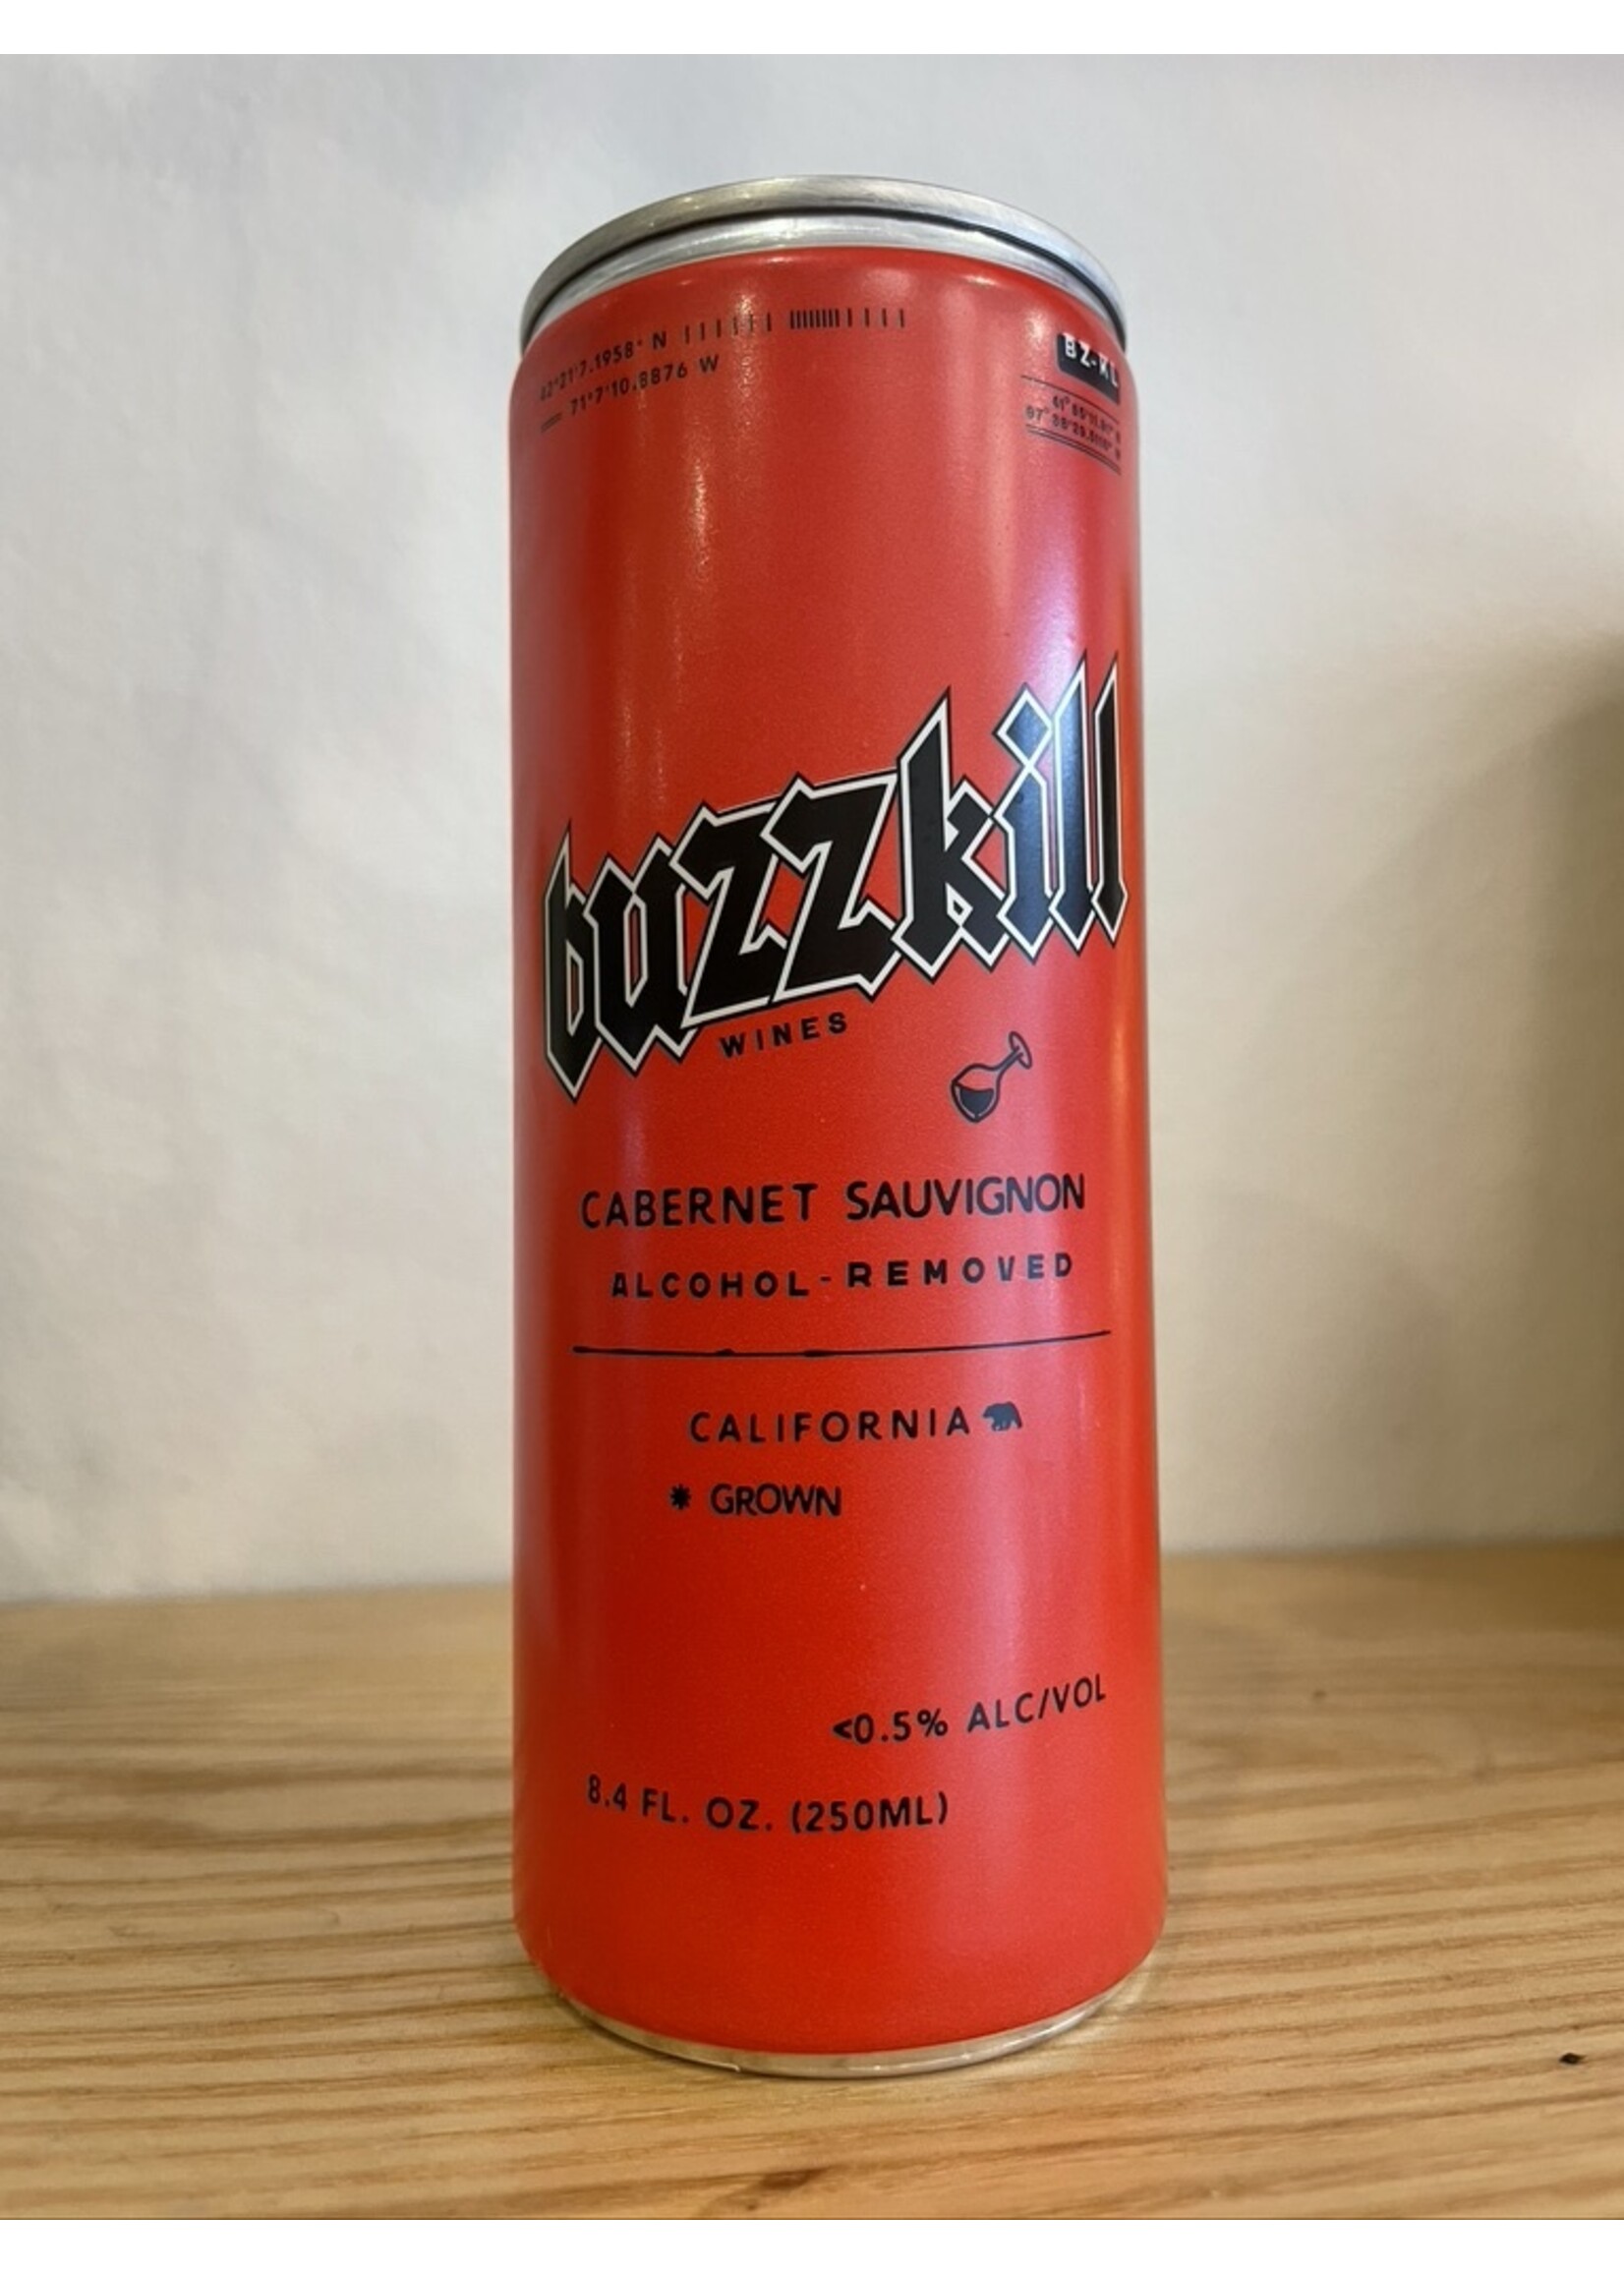 42°21'7.1958" N
71°7'10.8876 W
BZ-KL
buzzkill
WINES
CABERNET SAUVIGNON
ALCOHOL-REMOVED
CALIFORNIA
* GROWN
<0.5% ALC/VOL
8.4 FL. OZ. (250ML)